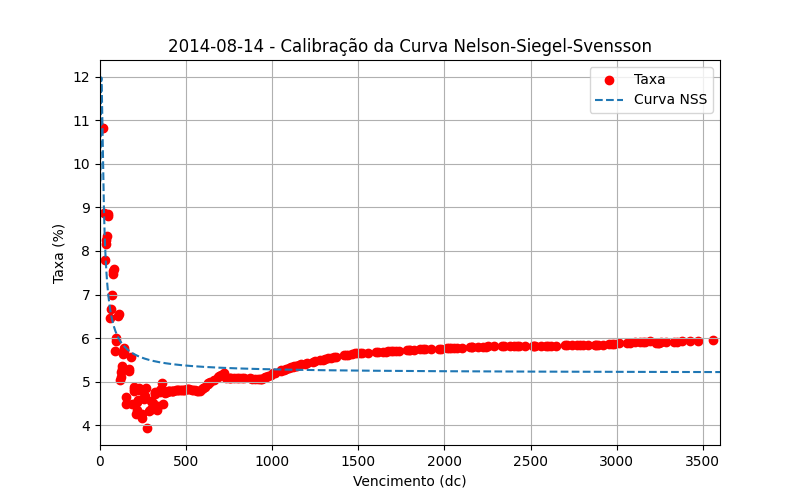 2014-08-14 - Calibração da Curva Nelson-Siegel-Svensson
Taxa
Curva NSS
Taxa (%)
12
11
10
9
8
7
6
5
4
0 500 1000 1500 2000 2500 3000 3500
Vencimento (dc)